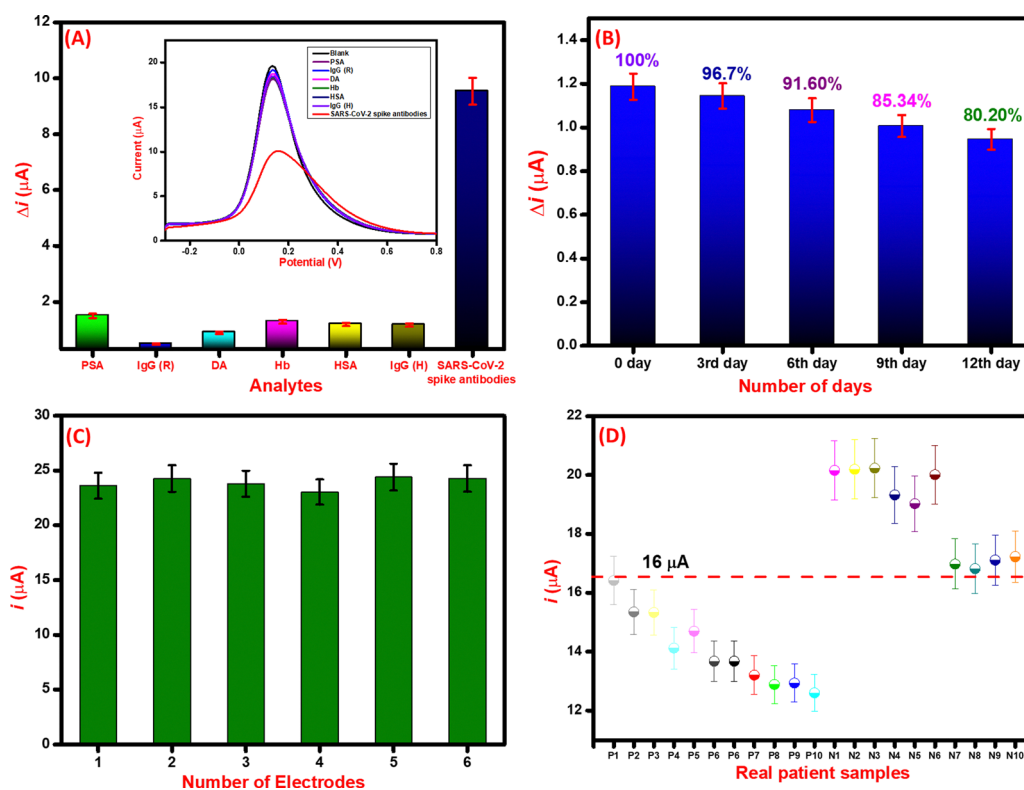 (A)
12
10
8
6
4
2
Δi (µA)
PSA
IgG (R)
DA
Hb
HSA
IgG (H)
SARS-CoV-2
spike antibodies
Analytes
20
15
10
5
0
Current (µA)
-0.2
0.0
0.2
0.4
0.6
0.8
Potential (V)
Blank
PSA
IgG (R)
DA
Hb
HSA
IgG (H)
SARS-CoV-2 spike antibodies
(B)
1.4
1.2
1.0
0.8
0.6
0.4
0.2
0.0
Δi (µA)
100%
96.7%
91.60%
85.34%
80.20%
0 day
3rd day
6th day
9th day
12th day
Number of days
(C)
30
25
20
15
10
5
0
i (µA)
1
2
3
4
5
6
Number of Electrodes
(D)
22
20
18
16
14
12
i (µA)
16 µA
P1
P2
P3
P4
P5
P6
P6
P7
P8
P9
P10
N1
N2
N3
N4
N5
N6
N7
N8
N9
N10
Real patient samples